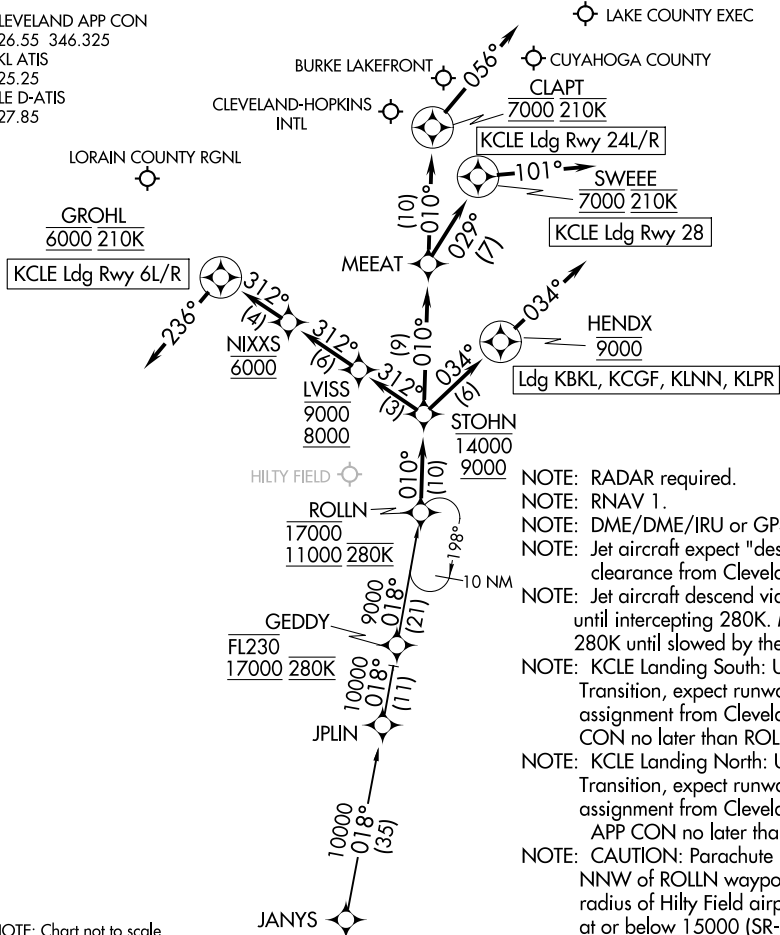 LEVELAND APP CON
26.55 346.325
KL ATIS
25.25
LE D-ATIS
27.85
LAKE COUNTY EXEC
BURKE LAKEFRONT
CUYAHOGA COUNTY
056°
CLAPT
7000 210K
CLEVELAND-HOPKINS
INTL
KCLE Ldg Rwy 24L/R
LORAIN COUNTY RGNL
101°
SWEEE
7000 210K
(10)
010°
029°
(7)
KCLE Ldg Rwy 28
GROHL
6000 210K
KCLE Ldg Rwy 6L/R
MEEAT
236°
312°
(4)
NIXXS
6000
312°
(6)
LVISS
9000
8000
312°
(3)
(9)
010°
034°
(6)
034°
HENDX
9000
Ldg KBKL, KCGF, KLNN, KLPR
STOHN
14000
9000
HILTY FIELD
010°
(10)
ROLLN
17000
11000 280K
198°
10 NM
9000
018°
(21)
GEDDY
FL230
17000 280K
10000
018°
(11)
JPLIN
10000
018°
(35)
JANYS
NOTE: RADAR required.
NOTE: RNAV 1.
NOTE: DME/DME/IRU or GP
NOTE: Jet aircraft expect "des
clearance from Clevel
NOTE: Jet aircraft descend via
until intercepting 280K.
280K until slowed by the
NOTE: KCLE Landing South: U
Transition, expect runwa
assignment from Clevela
CON no later than ROL
NOTE: KCLE Landing North: U
Transition, expect runwa
assignment from Clevela
APP CON no later tha
NOTE: CAUTION: Parachute
NNW of ROLLN waypo
radius of Hilty Field airp
at or below 15000 (SR-
OTE: Chart not to scale